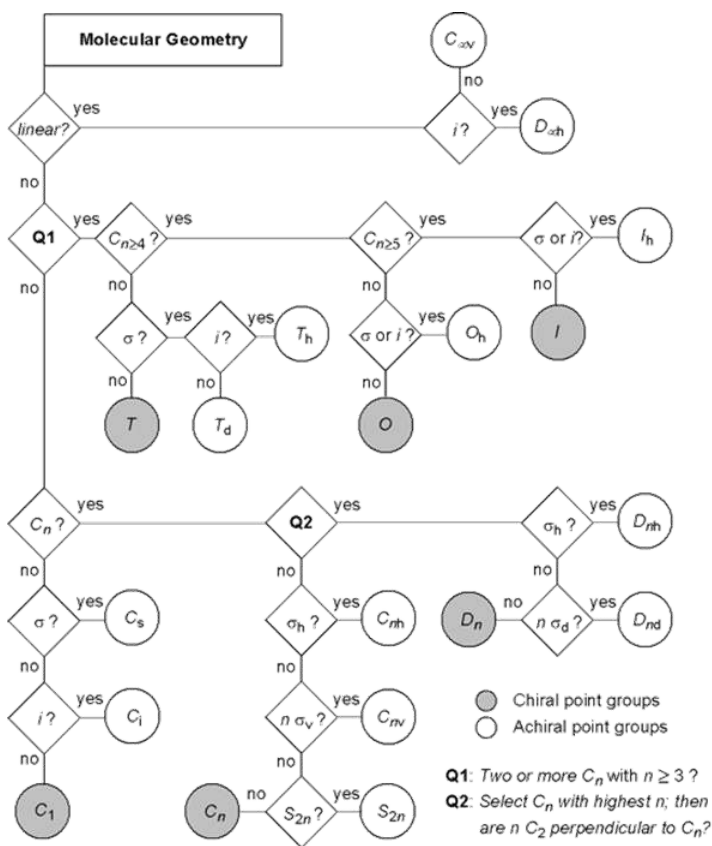 Molecular Geometry
C∞v
no
yes
linear?
i?
yes
D∞h
no
Q1
yes
Cn≥4 ?
yes
Cn≥5 ?
yes
σ or i?
yes
Ih
no
no
no
no
σ?
yes
i?
yes
Th
σ or i ?
yes
Oh
I
no
no
no
T
Td
O
Cn ?
yes
Q2
yes
σh ?
yes
Dnh
no
no
no
σ?
yes
Cs
σh ?
yes
Cnh
Dn
no
n σd ?
yes
Dnd
no
no
i?
yes
Ci
n σv ?
yes
Cnv
Chiral point groups
Achiral point groups
no
no
C1
Cn
no
S2n ?
yes
S2n
Q1: Two or more Cn with n ≥ 3 ?
Q2: Select Cn with highest n; then
are n C2 perpendicular to Cn?